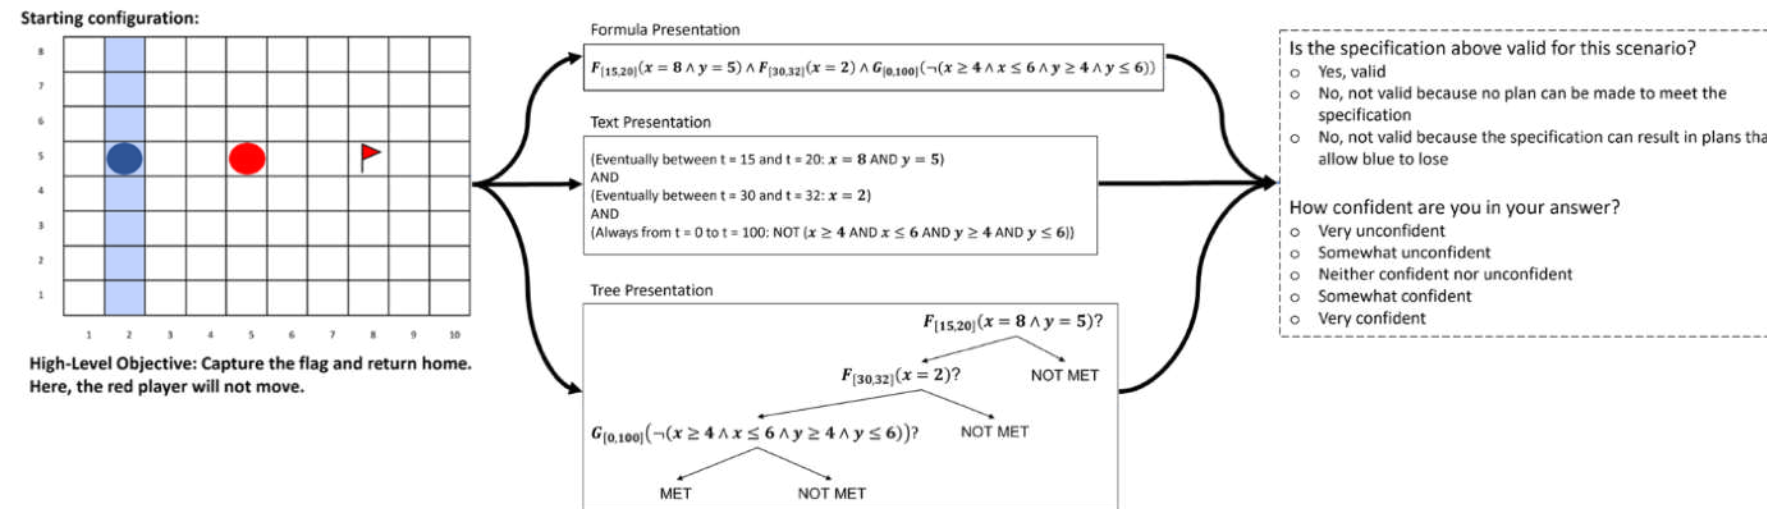 Starting configuration:
8
7
6
5
4
3
2
1
1 2 3 4 5 6 7 8 9 10
High-Level Objective: Capture the flag and return home.
Here, the red player will not move.
Formula Presentation
F[15,20](x = 8 ∧ y = 5) ∧ F[30,32](x = 2) ∧ G[0,100](¬(x ≥ 4 ∧ x ≤ 6 ∧ y ≥ 4 ∧ y ≤ 6))
Text Presentation
(Eventually between t = 15 and t = 20: x = 8 AND y = 5)
AND
(Eventually between t = 30 and t = 32: x = 2)
AND
(Always from t = 0 to t = 100: NOT (x ≥ 4 AND x ≤ 6 AND y ≥ 4 AND y ≤ 6))
Tree Presentation
F[15,20](x = 8 ∧ y = 5)?
F[30,32](x = 2)? NOT MET
G[0,100](¬(x ≥ 4 ∧ x ≤ 6 ∧ y ≥ 4 ∧ y ≤ 6))? NOT MET
MET NOT MET
Is the specification above valid for this scenario?
o Yes, valid
o No, not valid because no plan can be made to meet the
specification
o No, not valid because the specification can result in plans tha
allow blue to lose
How confident are you in your answer?
o Very unconfident
o Somewhat unconfident
o Neither confident nor unconfident
o Somewhat confident
o Very confident